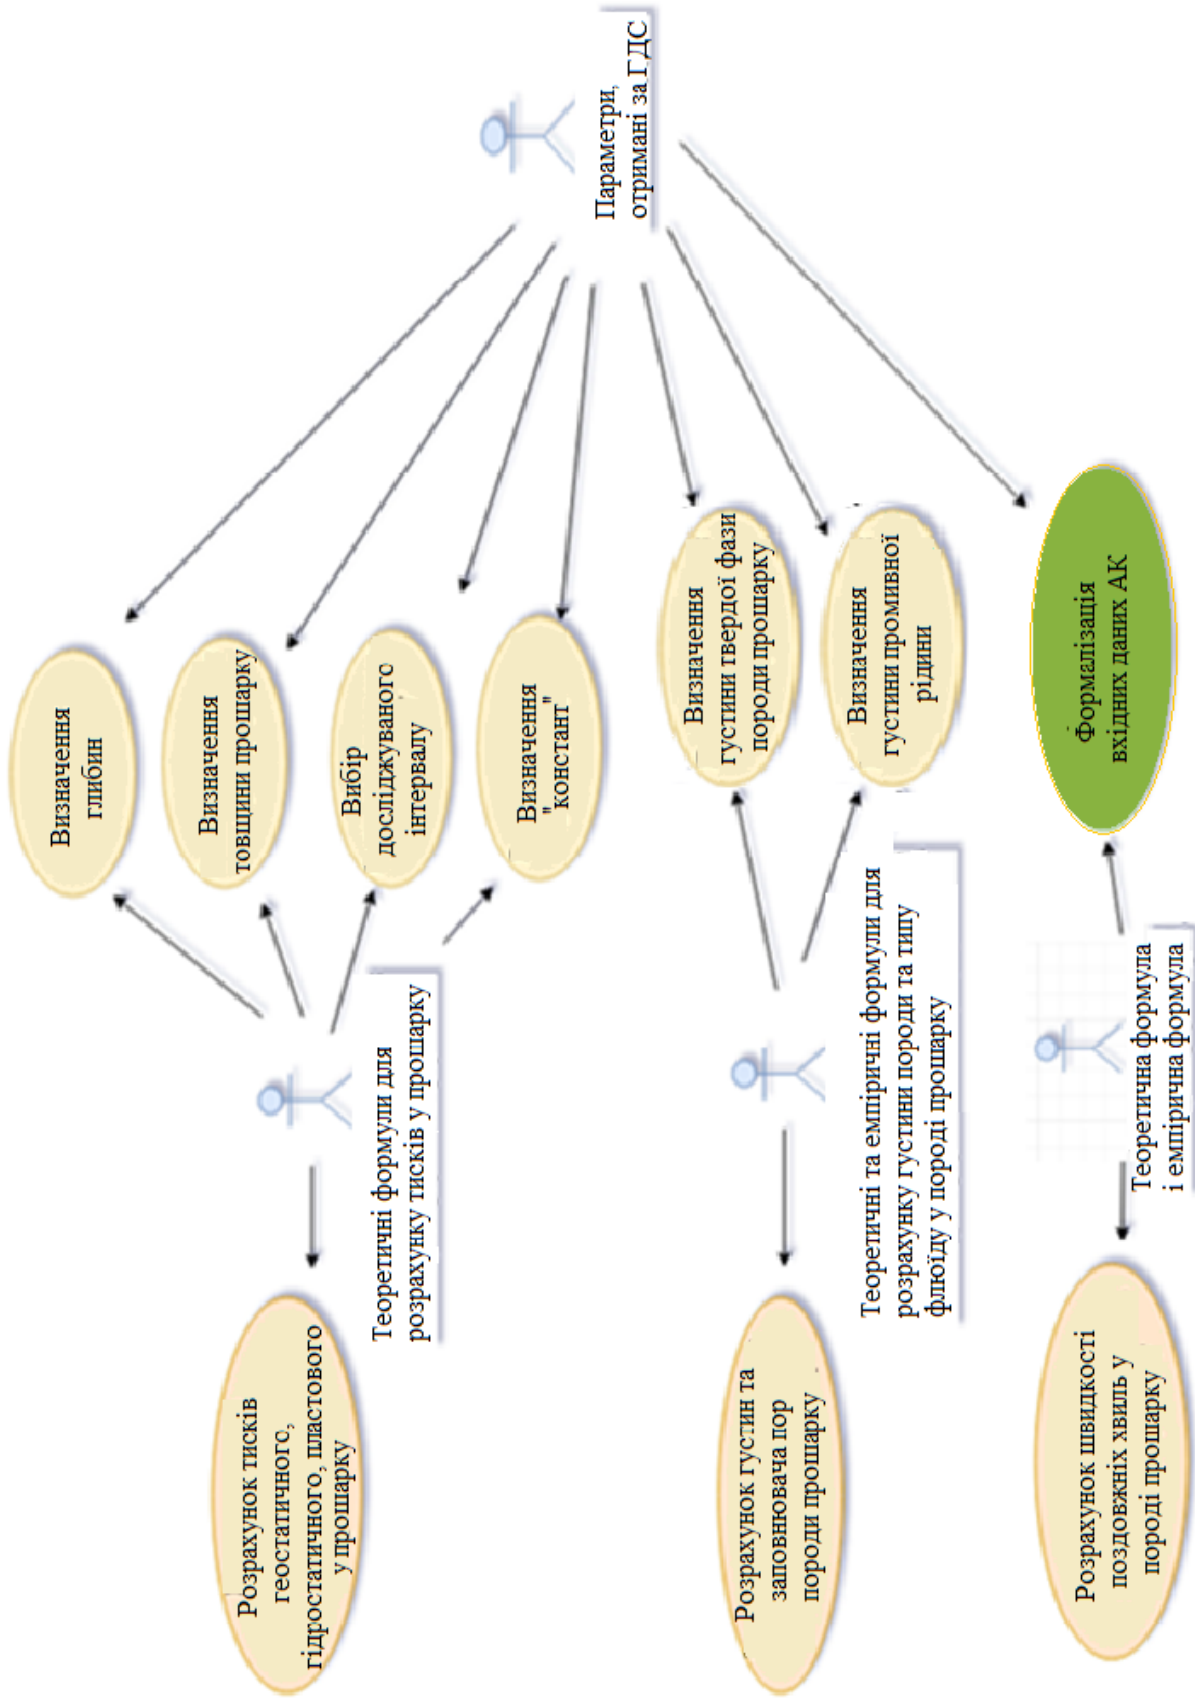 Розрахунок тисків
геостатичного,
гідростатичного, пластового
у прошарку
Теоретичні формули для
розрахунку тисків у прошарку
Визначення
глибин
Визначення
товщини прошарку
Вибір
досліджуваного
інтервалу
Визначення
"констант"
Параметри,
отримані за ГДС
Розрахунок густин та
заповнювача пор
породи прошарку
Теоретичні та емпіричні формули для
розрахунку густини породи та типу
флюїду у породі прошарку
Визначення
густини твердої фази
породи прошарку
Визначення
густини промивної
рідини
Розрахунок швидкості
поздовжніх хвиль у
породі прошарку
Теоретична формула
і емпірична формула
Формалізація
вхідних даних АК